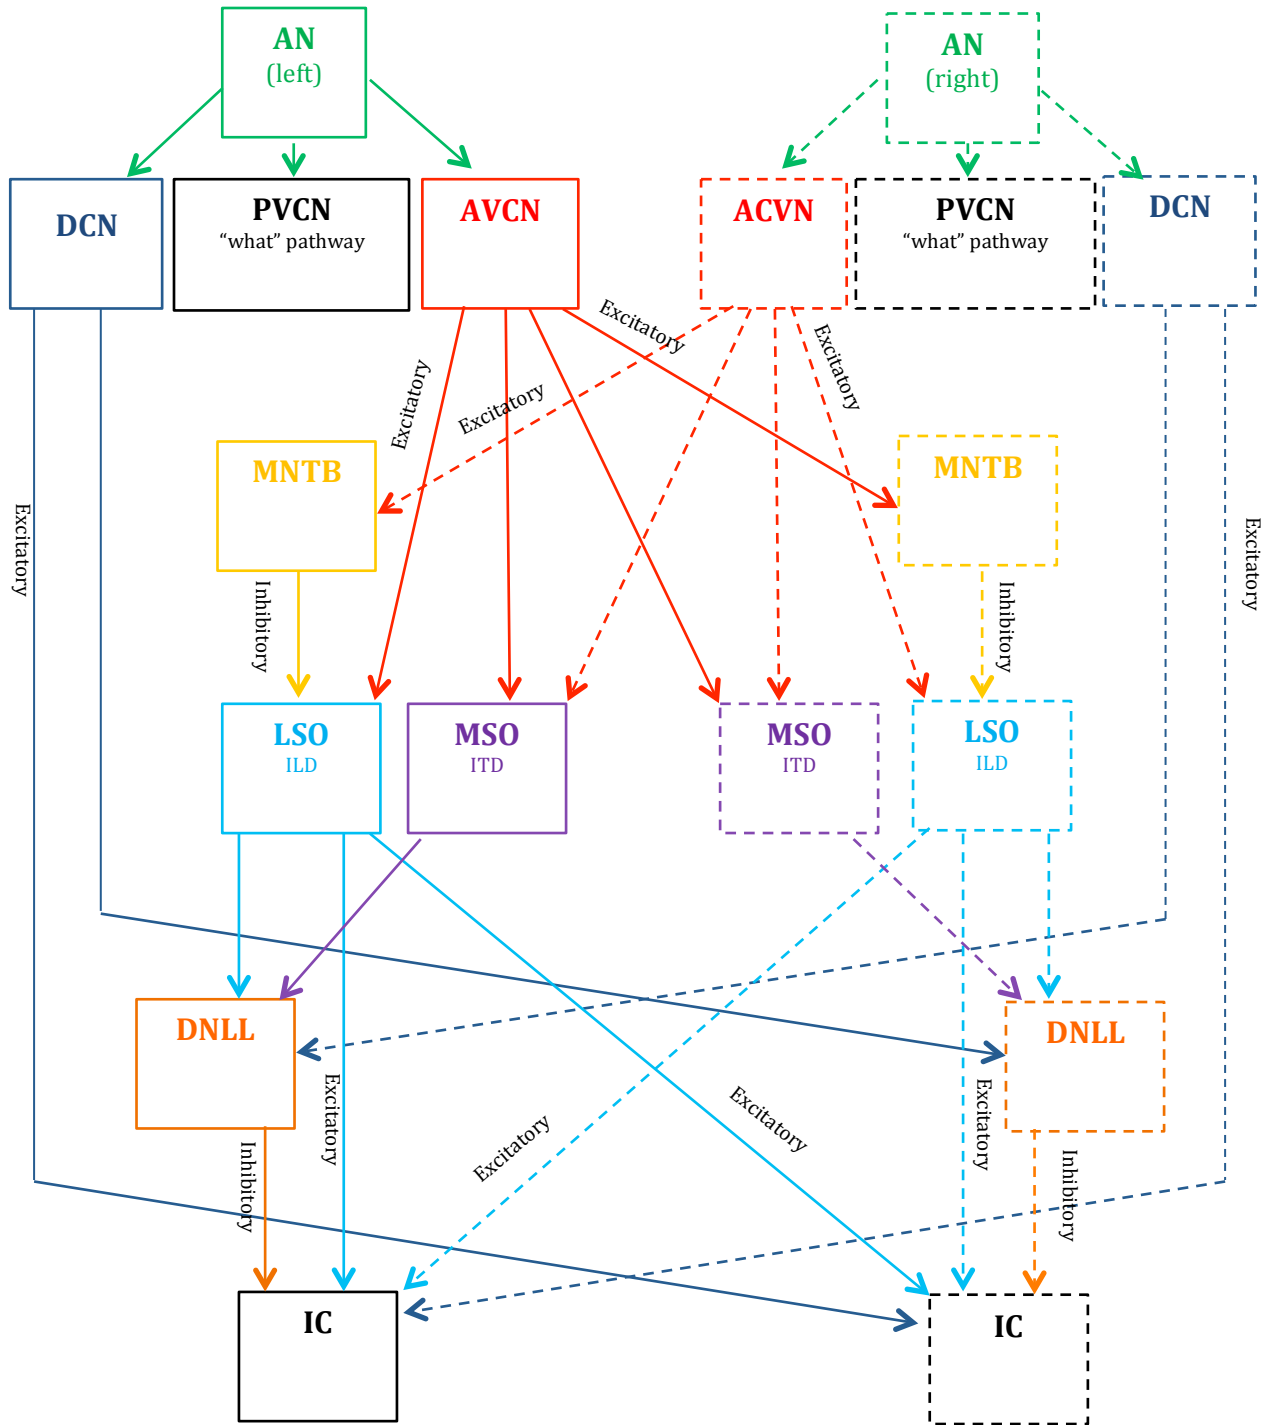 AN
(left)
AN
(right)
DCN
PVCN
“what” pathway
AVCN
ACVN
PVCN
“what” pathway
DCN
Excitatory
Excitatory
Excitatory
Excitatory
MNTB
MNTB
Excitatory
Excitatory
Inhibitory
Inhibitory
LSO
ILD
MSO
ITD
MSO
ITD
LSO
ILD
DNLL
DNLL
Excitatory
Excitatory
Excitatory
Excitatory
Inhibitory
Inhibitory
IC
IC